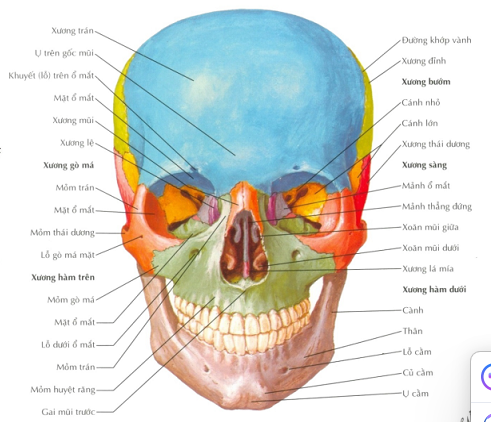 Xương trán
Ụ trên gốc mũi
Khuyết (lỗ) trên ổ mắt
Mặt ổ mắt
Xương mũi
Xương lệ
Xương gò má
Mỏm trán
Mặt ổ mắt
Mỏm thái dương
Lỗ gò má mặt
Xương hàm trên
Mỏm gò má
Mặt ổ mắt
Lỗ dưới ổ mắt
Mỏm trán
Mỏm huyệt răng
Gai mũi trước
Đường khớp vành
Xương đỉnh
Xương bướm
Cánh nhỏ
Cánh lớn
Xương thái dương
Xương sàng
Mảnh ổ mắt
Mảnh thẳng đứng
Xoăn mũi giữa
Xoăn mũi dưới
Xương lá mía
Xương hàm dưới
Cành
Thân
Lỗ cằm
Củ cằm
Ụ cằm